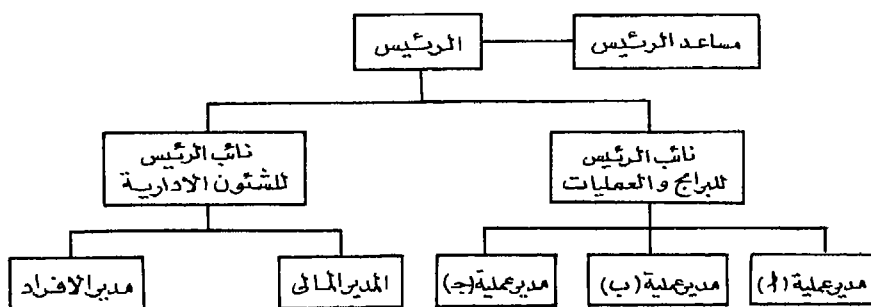 مساعد الرئيس
الرئيس
نائب الرئيس
للبرامج والعمليات
نائب الرئيس
للشئون الادارية
مدير عملية (أ)
مدير عملية (ب)
مدير عملية (ج)
المدير المالى
مدير الافراد